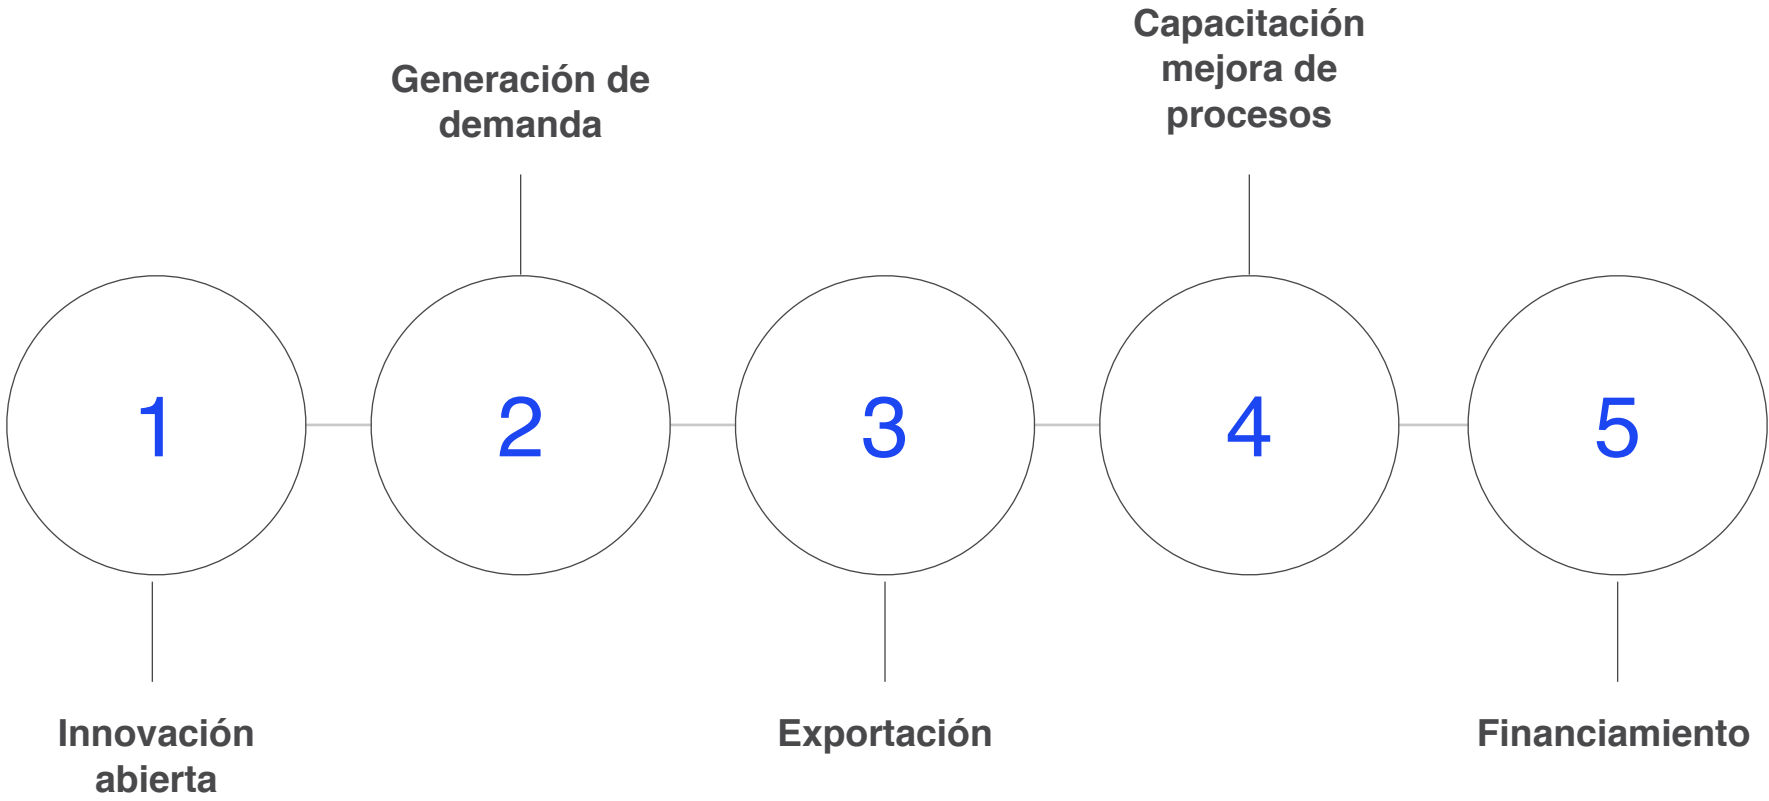 Capacitación
mejora de
procesos
Generación de
demanda
1
2
3
4
5
Innovación
abierta
Exportación
Financiamiento